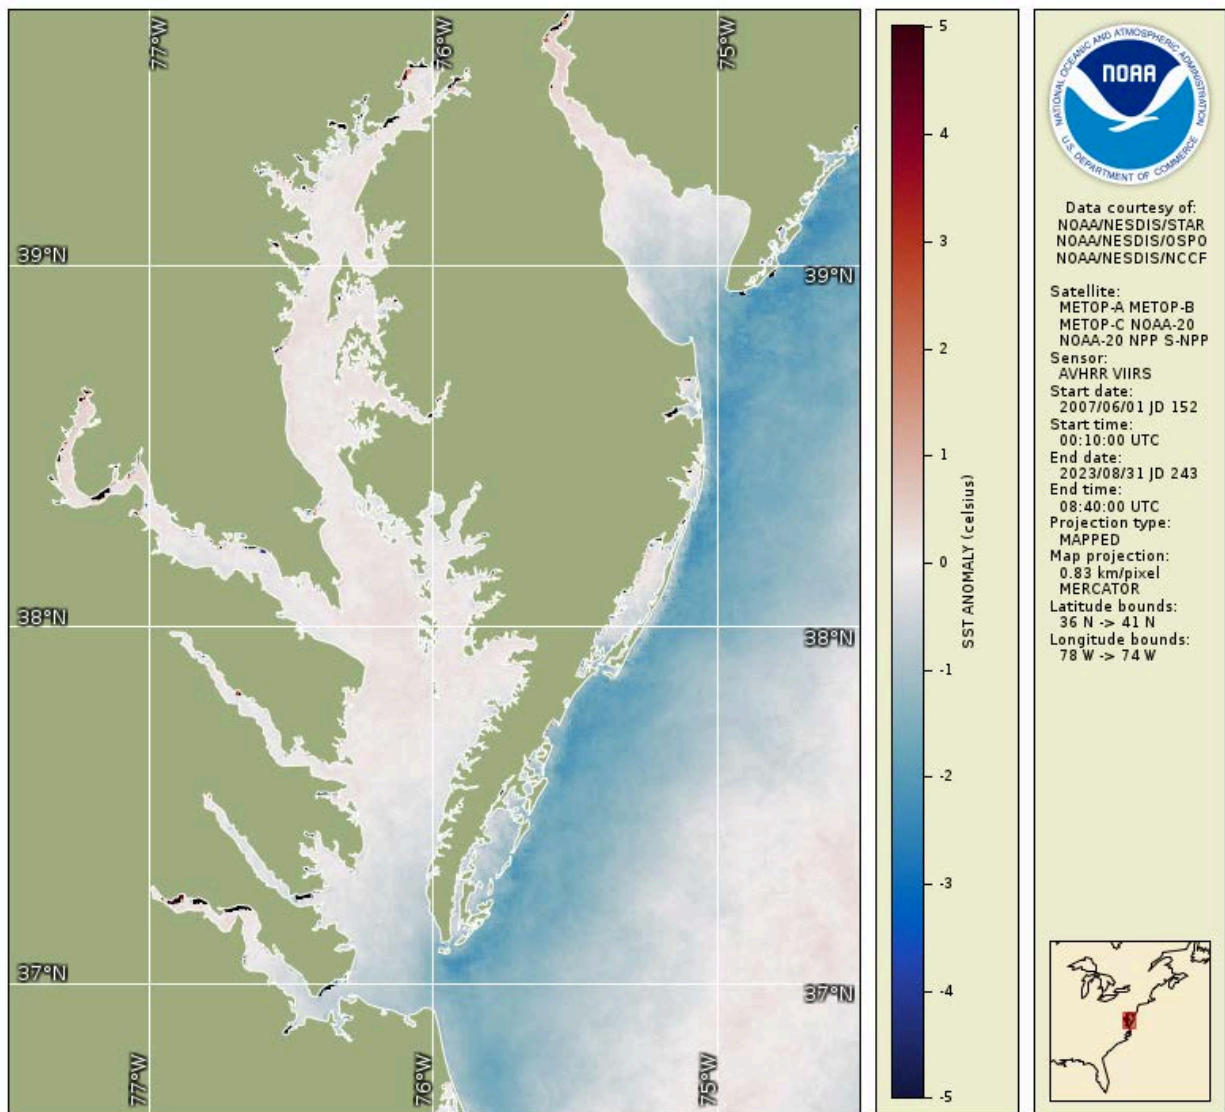 77°W
76°W
75°W
39°N
39°N
38°N
38°N
37°N
37°N
77°W
76°W
75°W
5
4
3
2
1
0
-1
-2
-3
-4
-5
SST ANOMALY (celsius)
NATIONAL OCEANIC AND ATMOSPHERIC ADMINISTRATION
NOAA
U.S. DEPARTMENT OF COMMERCE
Data courtesy of:
NOAA/NESDIS/STAR
NOAA/NESDIS/OSPO
NOAA/NESDIS/NCCF
Satellite:
METOP-A METOP-B
METOP-C NOAA-20
NOAA-20 NPP S-NPP
Sensor:
AVHRR VIIRS
Start date:
2007/06/01 JD 152
Start time:
00:10:00 UTC
End date:
2023/08/31 JD 243
End time:
08:40:00 UTC
Projection type:
MAPPED
Map projection:
0.83 km/pixel
MERCATOR
Latitude bounds:
36 N -> 41 N
Longitude bounds:
78 W -> 74 W